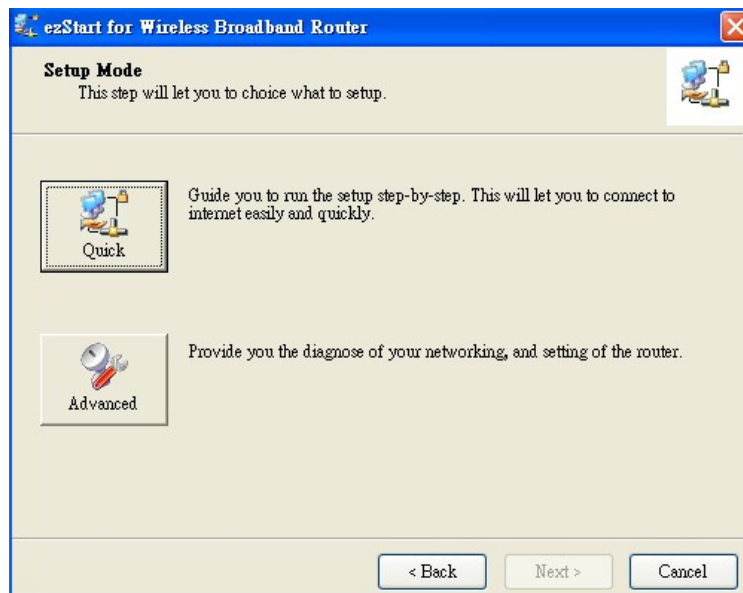 ezStart for Wireless Broadband Router
Setup Mode
This step will let you to choice what to setup.
Quick
Guide you to run the setup step-by-step. This will let you to connect to
internet easily and quickly.
Advanced
Provide you the diagnose of your networking, and setting of the router.
< Back
Next >
Cancel